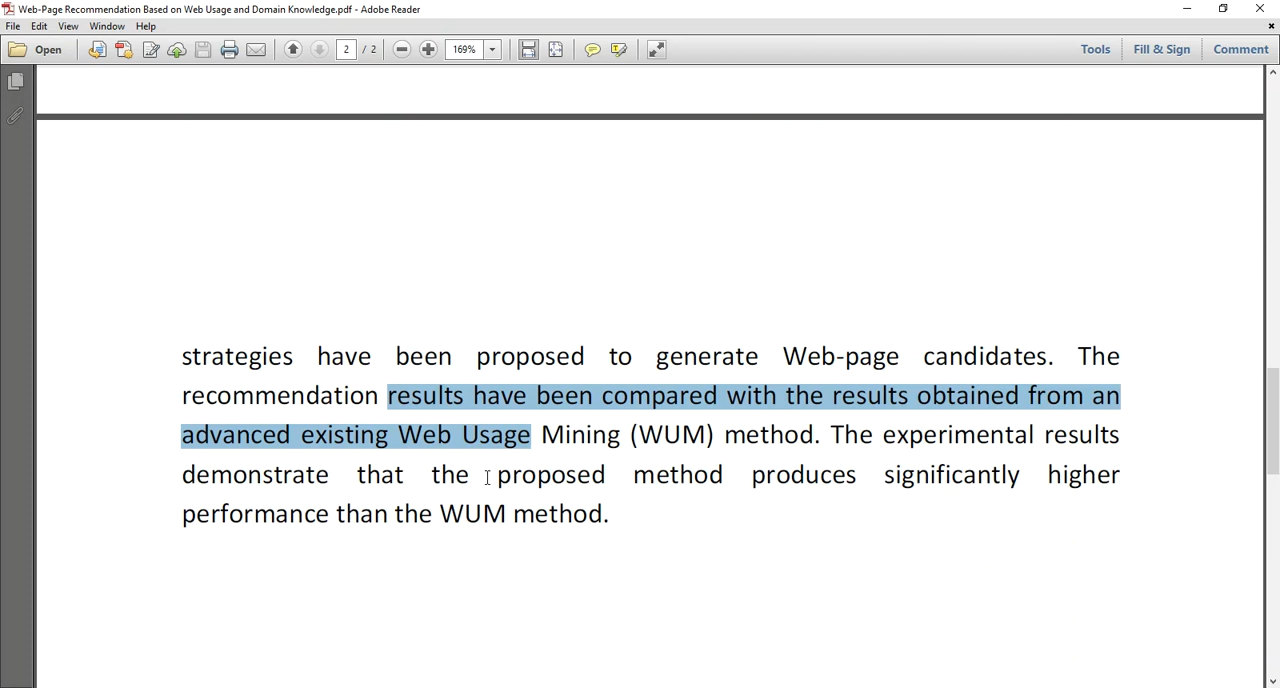 Web-Page Recommendation Based on Web Usage and Domain Knowledge.pdf - Adobe Reader
File Edit View Window Help
Open 2 / 2 169% Tools Fill & Sign Comment
strategies have been proposed to generate Web-page candidates. The
recommendation results have been compared with the results obtained from an
advanced existing Web Usage Mining (WUM) method. The experimental results
demonstrate that the proposed method produces significantly higher
performance than the WUM method.